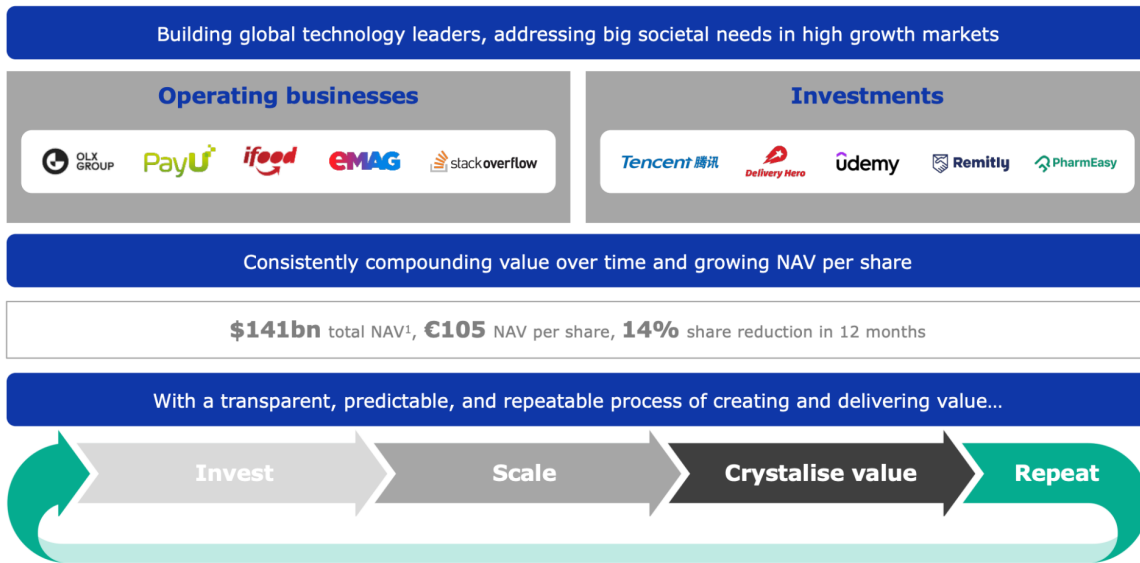 Building global technology leaders, addressing big societal needs in high growth markets
Operating businesses
OLX
GROUP
PayU
ifood
eMAG
stackoverflow
Investments
Tencent 腾讯
Delivery Hero
ûdemy
Remitly
PharmEasy
Consistently compounding value over time and growing NAV per share
$141bn total NAV¹, €105 NAV per share, 14% share reduction in 12 months
With a transparent, predictable, and repeatable process of creating and delivering value…
Invest
Scale
Crystalise value
Repeat